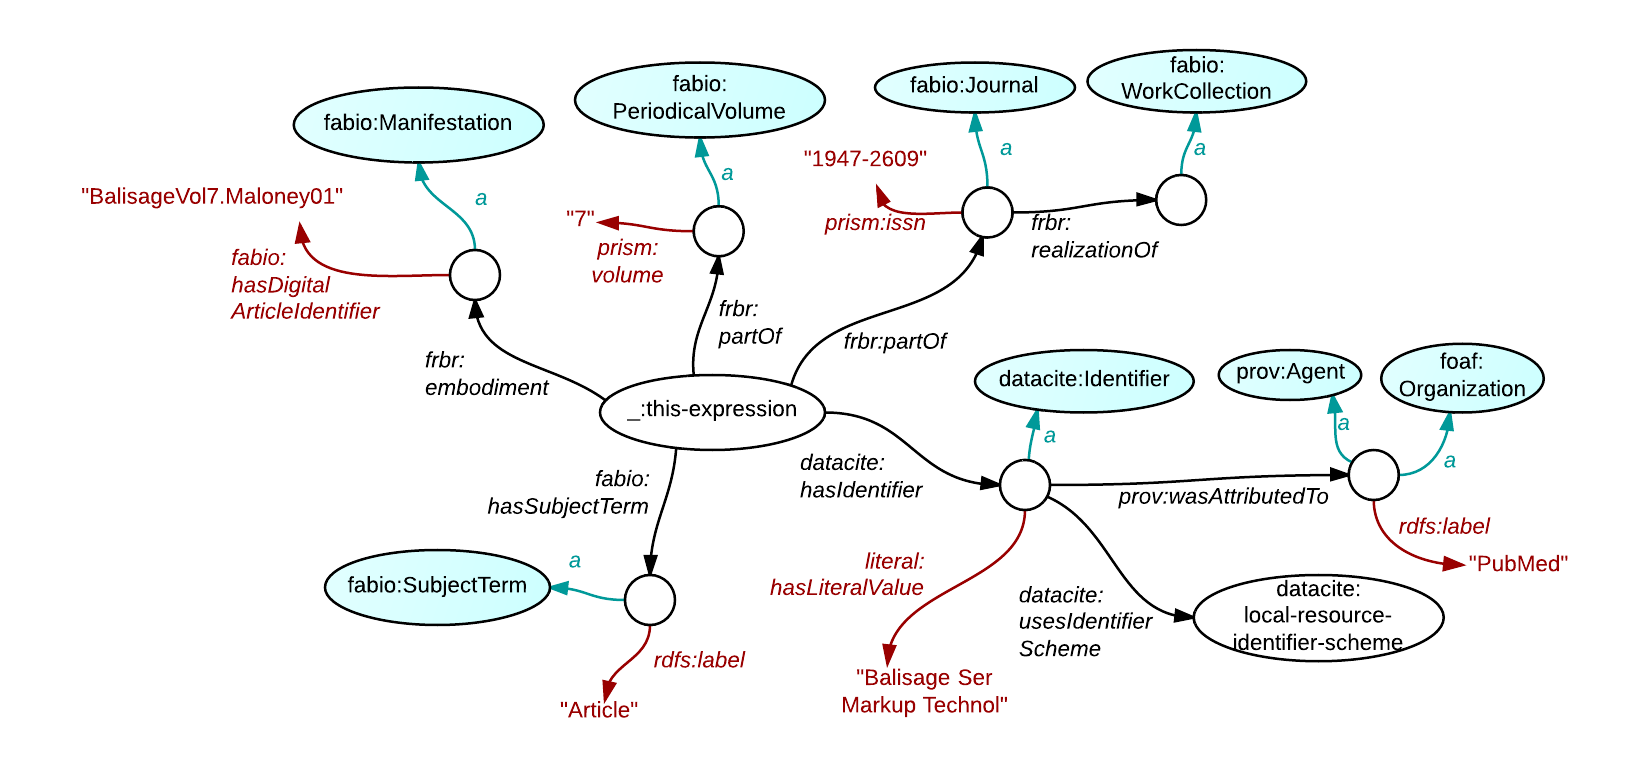 fabio:
WorkCollection
fabio:Journal
fabio:
PeriodicalVolume
fabio:Manifestation
a
a
a
a
"1947-2609"
"BalisageVol7.Maloney01"
"7"
prism:issn
frbr:
realizationOf
prism:
volume
fabio:
hasDigital
ArticleIdentifier
frbr:
partOf
frbr:partOf
frbr:
embodiment
_:this-expression
datacite:Identifier
prov:Agent
foaf:
Organization
a
a
a
datacite:
hasIdentifier
prov:wasAttributedTo
fabio:
hasSubjectTerm
rdfs:label
"PubMed"
a
fabio:SubjectTerm
literal:
hasLiteralValue
datacite:
usesIdentifier
Scheme
datacite:
local-resource-
identifier-scheme
rdfs:label
"Article"
"Balisage Ser
Markup Technol"